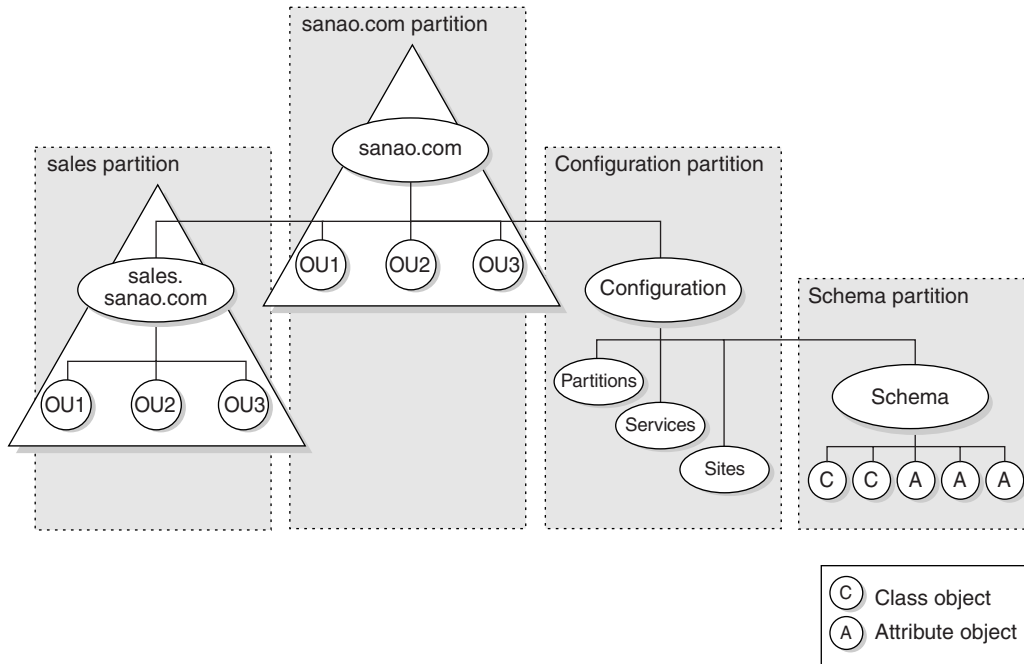 sanao.com partition
sanao.com
OU1
OU2
OU3
sales partition
sales.
sanao.com
OU1
OU2
OU3
Configuration partition
Configuration
Partitions
Services
Sites
Schema partition
Schema
C
C
A
A
A
C Class object
A Attribute object